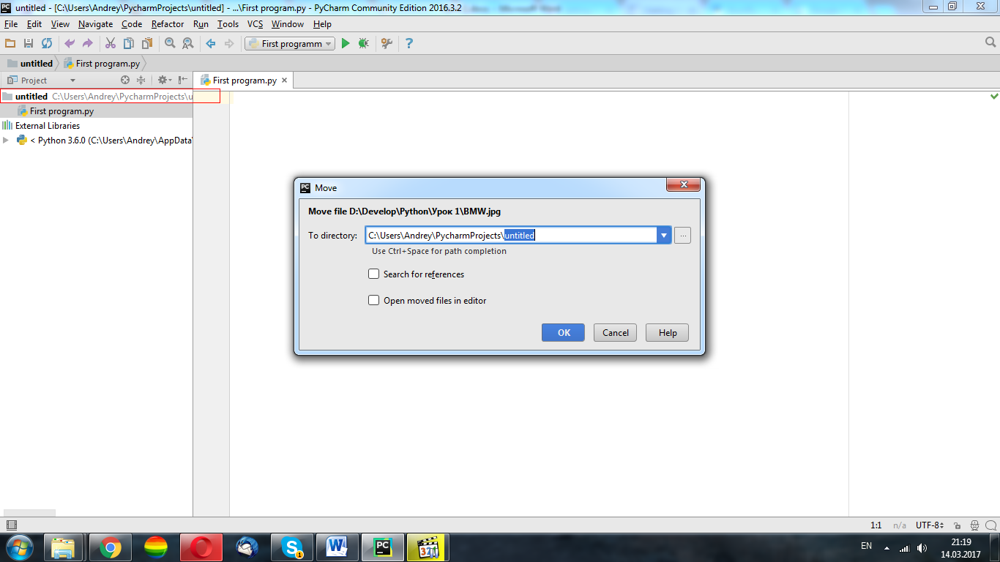 untitled - [C:\Users\Andrey\PycharmProjects\untitled] - ...\First program.py - PyCharm Community Edition 2016.3.2
File Edit View Navigate Code Refactor Run Tools VCS Window Help
First programm
untitled First program.py
Project First program.py
untitled C:\Users\Andrey\PycharmProjects\u
First program.py
External Libraries
< Python 3.6.0 (C:\Users\Andrey\AppData\
Move
Move file D:\Develop\Python\Урок 1\BMW.jpg
To directory: C:\Users\Andrey\PycharmProjects\untitled ...
Use Ctrl+Space for path completion
Search for references
Open moved files in editor
OK Cancel Help
1:1 n/a UTF-8
EN 21:19
14.03.2017